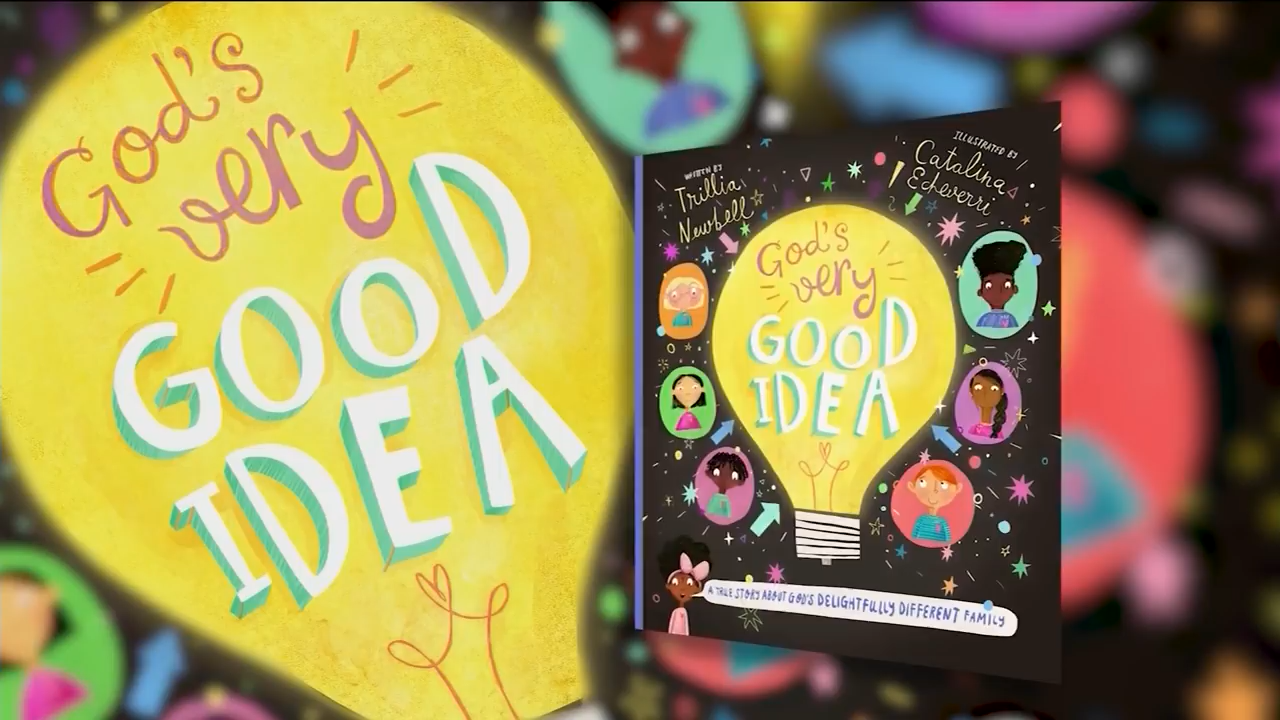 God's
very
GOOD
IDEA
WRITTEN BY
Trillia
Newbell
ILLUSTRATED BY
Catalina
Echeverri
God's
very
GOOD
IDEA
A TRUE STORY ABOUT GOD'S DELIGHTFULLY DIFFERENT FAMILY